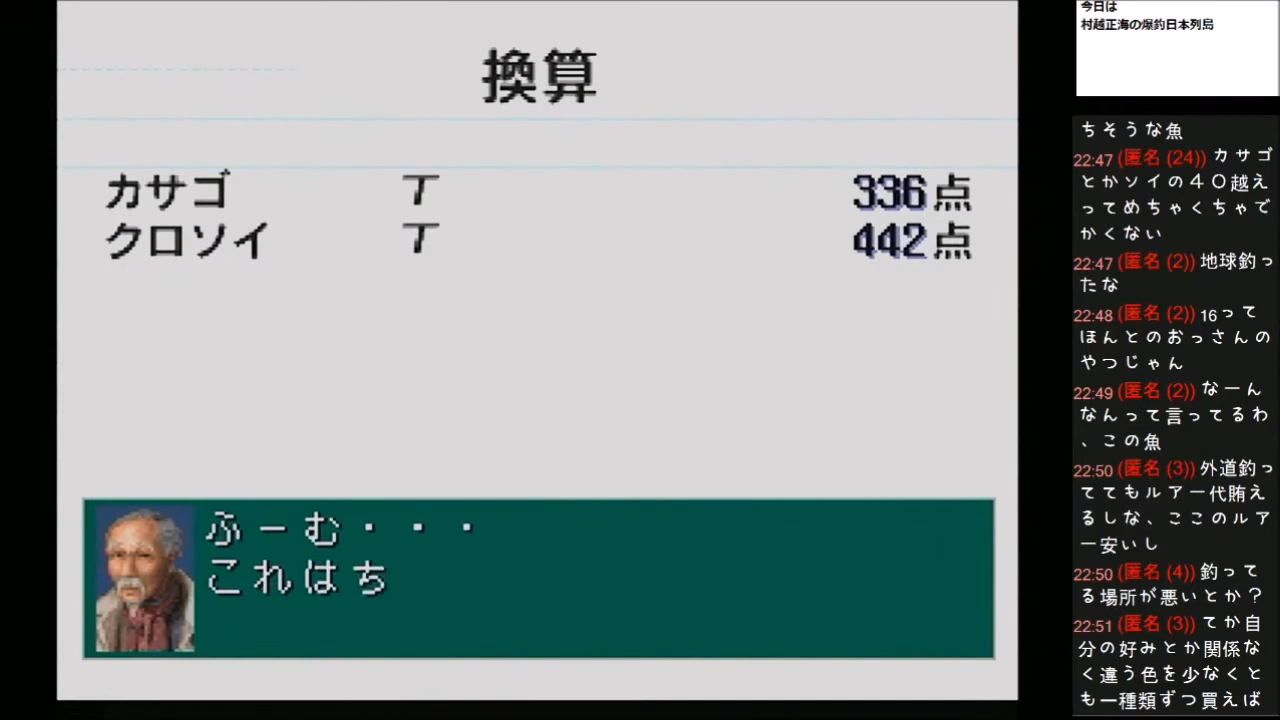 今日は
村越正海の爆釣日本列島
換算
カサゴ T 336点
クロソイ T 442点
ふーむ・・・
これはち
ちそうな魚
22:47 (匿名 (24)) カサゴ
とかソイの４０越え
ってめちゃくちゃで
かくない
22:47 (匿名 (2)) 地球釣っ
たな
22:48 (匿名 (2)) 16って
ほんとのおっさんの
やつじゃん
22:49 (匿名 (2)) なーん
なんって言ってるわ
、この魚
22:50 (匿名 (3)) 外道釣っ
ててもルアー代賄え
るしな、ここのルア
ー安いし
22:50 (匿名 (4)) 釣って
る場所が悪いとか？
22:51 (匿名 (3)) てか自
分の好みとか関係な
く違う色を少なくと
も一種類ずつ買えば